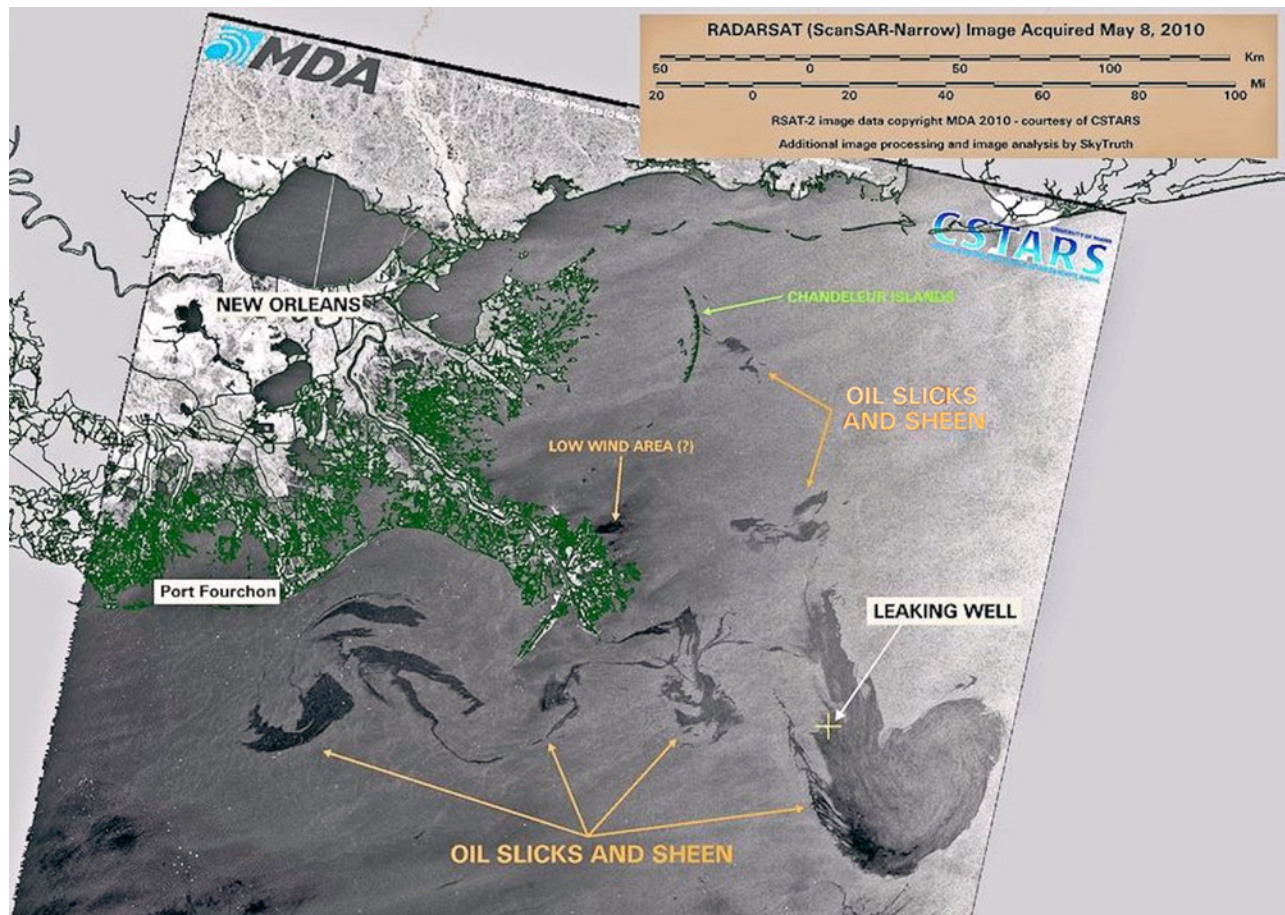 MDA
RADARSAT (ScanSAR-Narrow) Image Acquired May 8, 2010
50 0 50 100 Km
20 0 20 40 60 80 100 Mi
RSAT-2 image data copyright MDA 2010 - courtesy of CSTARS
Additional image processing and image analysis by SkyTruth
CSTARS
NEW ORLEANS
CHANDELEUR ISLANDS
OIL SLICKS
AND SHEEN
LOW WIND AREA (?)
Port Fourchon
LEAKING WELL
OIL SLICKS AND SHEEN